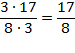 3 · 17 / 8 · 3 = 17 / 8